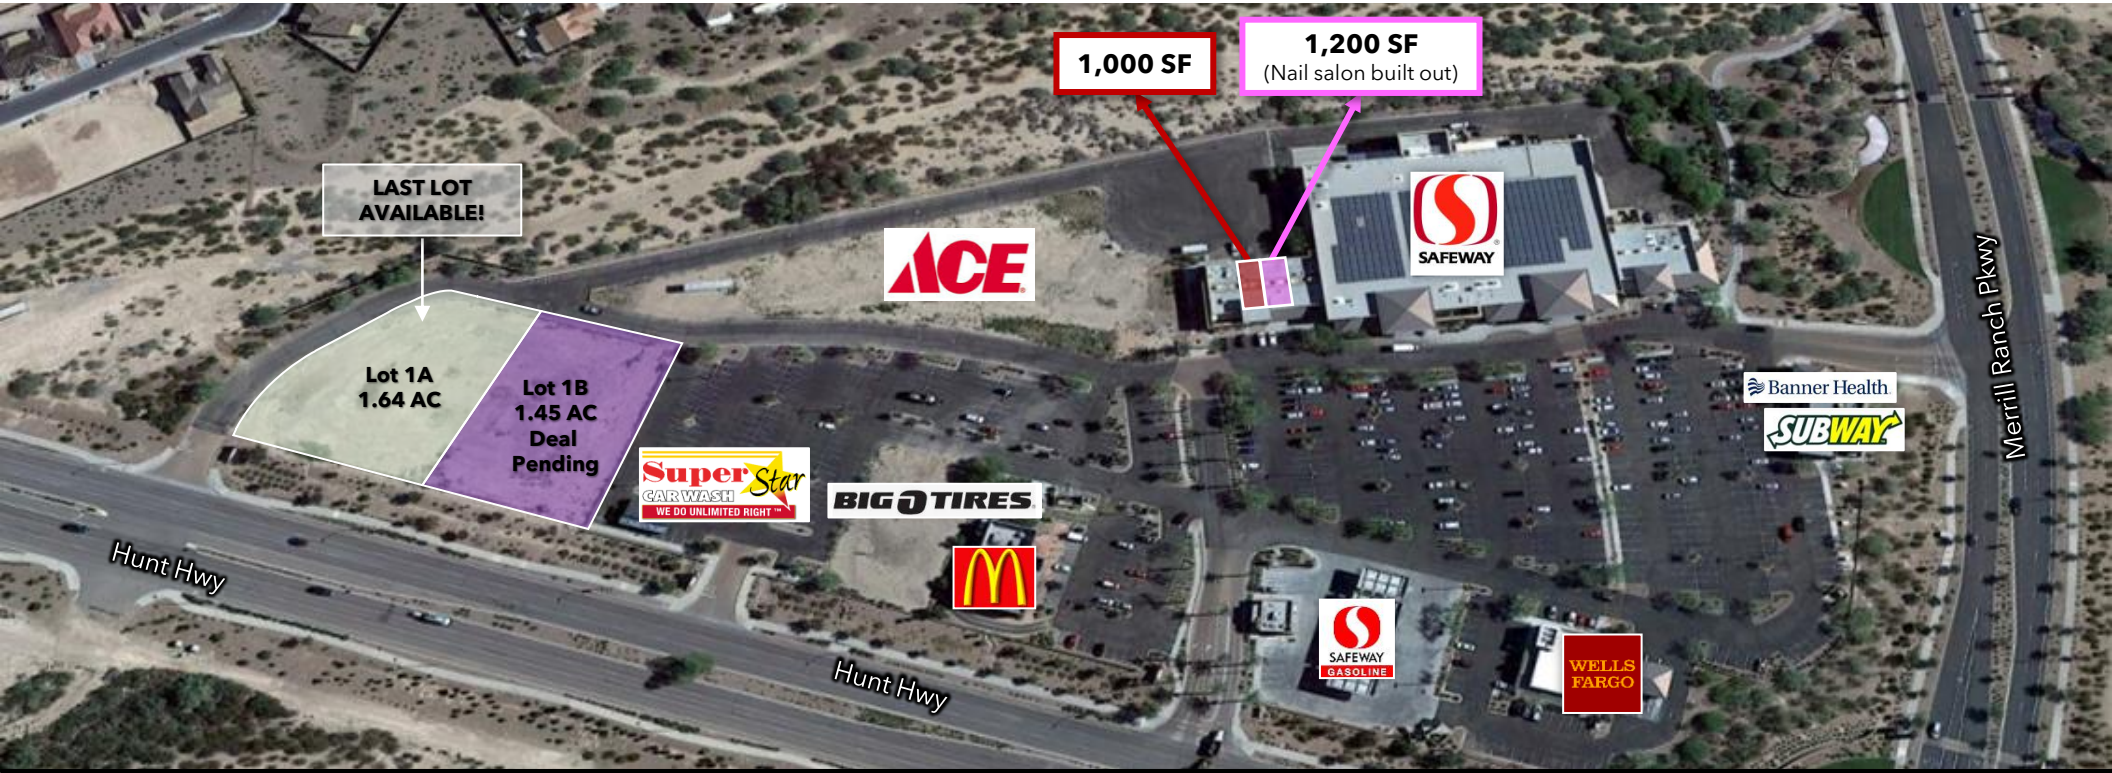 1,000 SF
1,200 SF
(Nail salon built out)
LAST LOT
AVAILABLE!
ACE
SAFEWAY
Merrill Ranch Pkwy
Lot 1A
1.64 AC
Lot 1B
1.45 AC
Deal
Pending
Banner Health
SUBWAY
Super Star
CAR WASH
WE DO UNLIMITED RIGHT ™
BIG O TIRES
Hunt Hwy
Hunt Hwy
SAFEWAY
GASOLINE
WELLS
FARGO